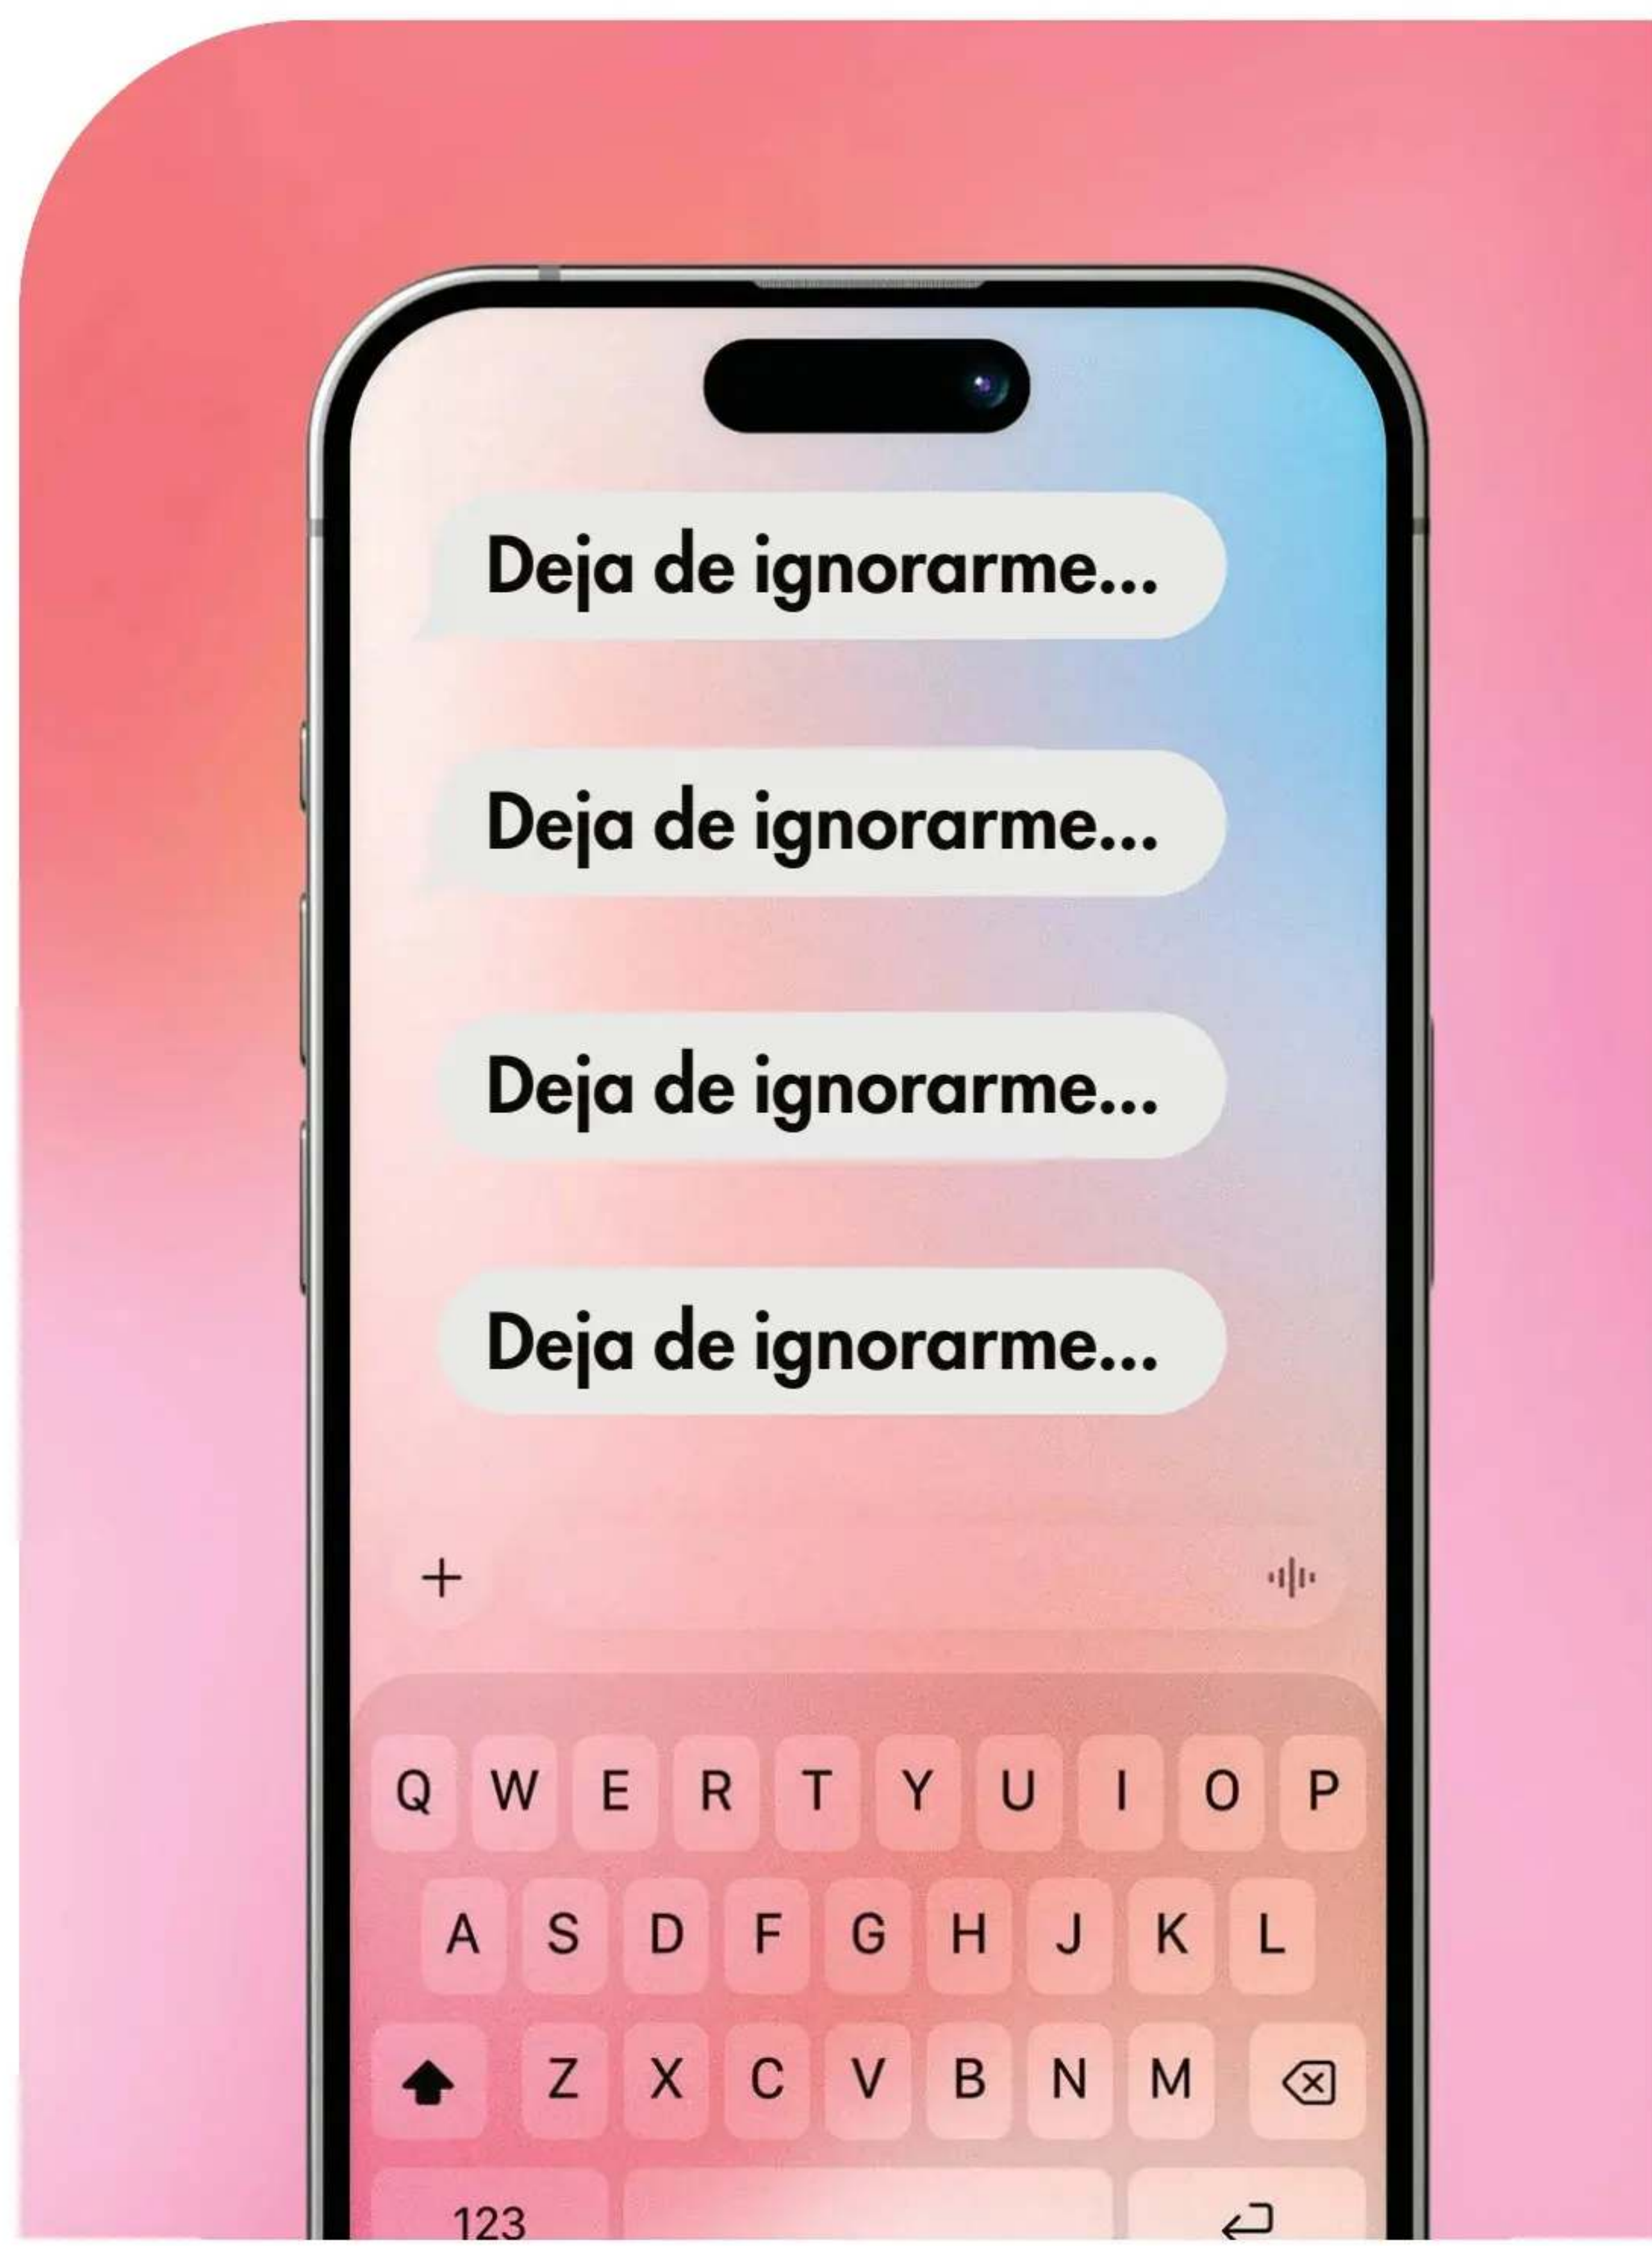 Deja de ignorarme...
Deja de ignorarme...
Deja de ignorarme...
Deja de ignorarme...
Q W E R T Y U I O P
A S D F G H J K L
Z X C V B N M
123